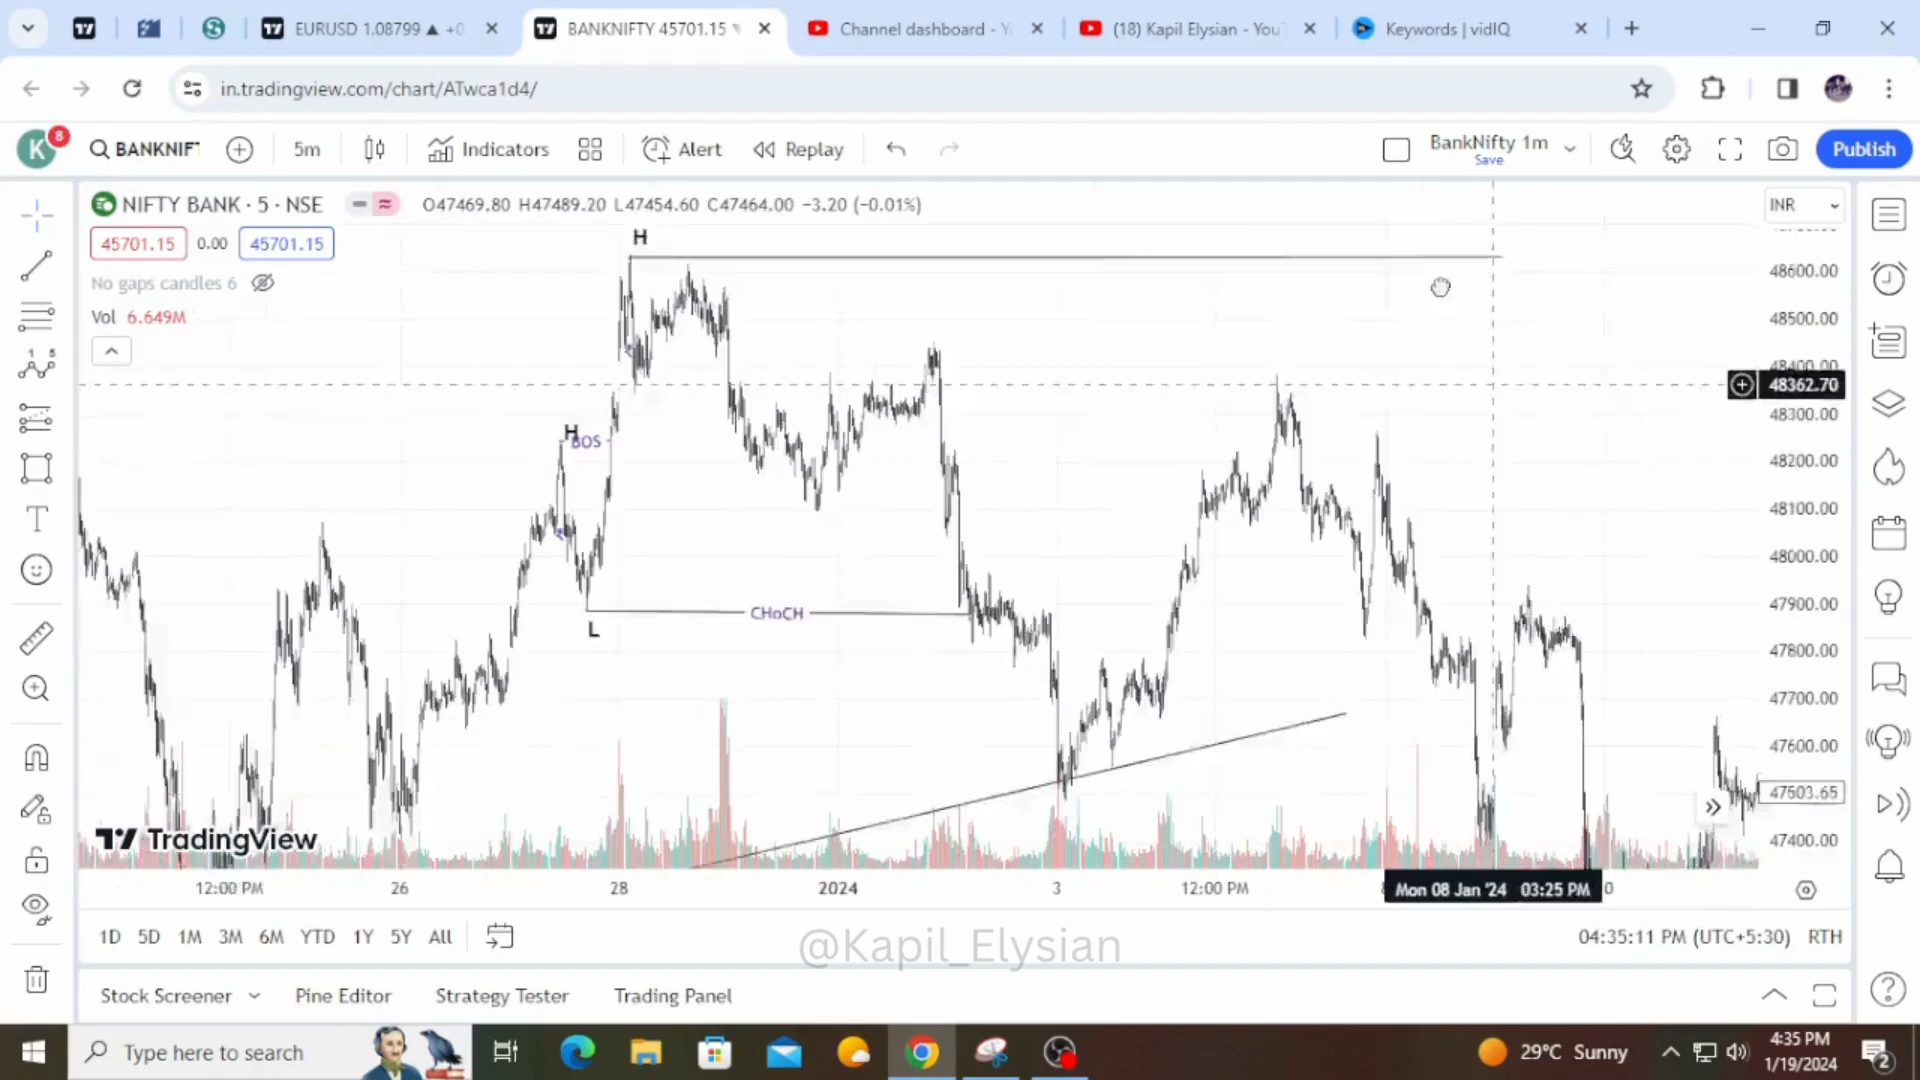 EURUSD 1.08799 ▲ +0
BANKNIFTY 45701.15
Channel dashboard - Y
(18) Kapil Elysian - YouT
Keywords | vidIQ
in.tradingview.com/chart/ATwca1d4/
K
8
BANKNIFT
5m
Indicators
Alert
Replay
BankNifty 1m
Save
Publish
NIFTY BANK · 5 · NSE
O47469.80 H47489.20 L47454.60 C47464.00 −3.20 (−0.01%)
INR
45701.15
0.00
45701.15
No gaps candles 6
Vol 6.649M
H
H
BOS
CHoCH
L
48600.00
48500.00
48400.00
48362.70
48300.00
48200.00
48100.00
48000.00
47900.00
47800.00
47700.00
47600.00
47503.65
47400.00
TradingView
12:00 PM
26
28
2024
3
12:00 PM
Mon 08 Jan '24 03:25 PM
1D
5D
1M
3M
6M
YTD
1Y
5Y
All
@Kapil_Elysian
04:35:11 PM (UTC+5:30)
RTH
Stock Screener
Pine Editor
Strategy Tester
Trading Panel
Type here to search
29°C Sunny
4:35 PM
1/19/2024
2